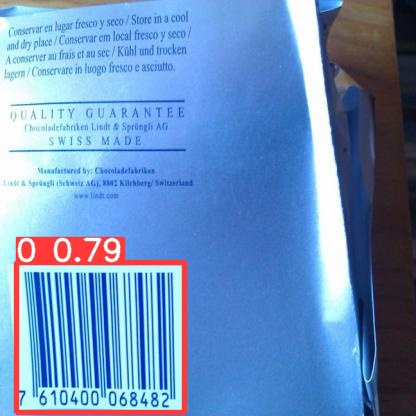 Conservar en lugar fresco y seco / Store in a cool
and dry place / Conservar em local fresco y seco /
A conserver au frais et au sec / Kühl und trocken
lagern / Conservare in luogo fresco e asciutto.
QUALITY GUARANTEE
Chocoladefabriken Lindt & Sprüngli AG
SWISS MADE
Manufactured by: Chocoladefabriken
Lindt & Sprüngli (Schweiz AG), 8802 Kilchberg/ Switzerland
www.lindt.com
0 0.79
7 610400 068482